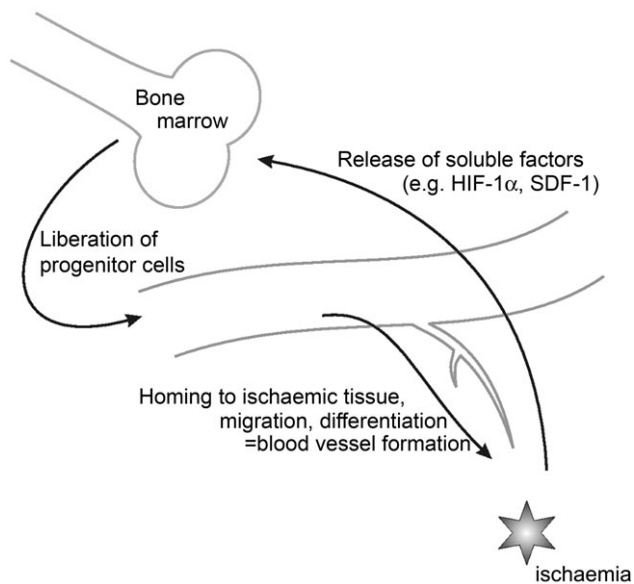 Bone
marrow
Release of soluble factors
(e.g. HIF-1α, SDF-1)
Liberation of
progenitor cells
Homing to ischaemic tissue,
migration, differentiation
=blood vessel formation
ischaemia